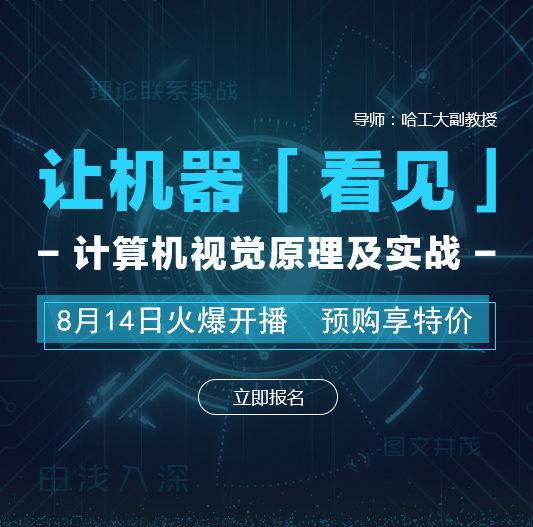 理论联系实战
导师：哈工大副教授
让机器「看见」
- 计算机视觉原理及实战 -
8月14日火爆开播 预购享特价
立即报名
图文并茂
由浅入深